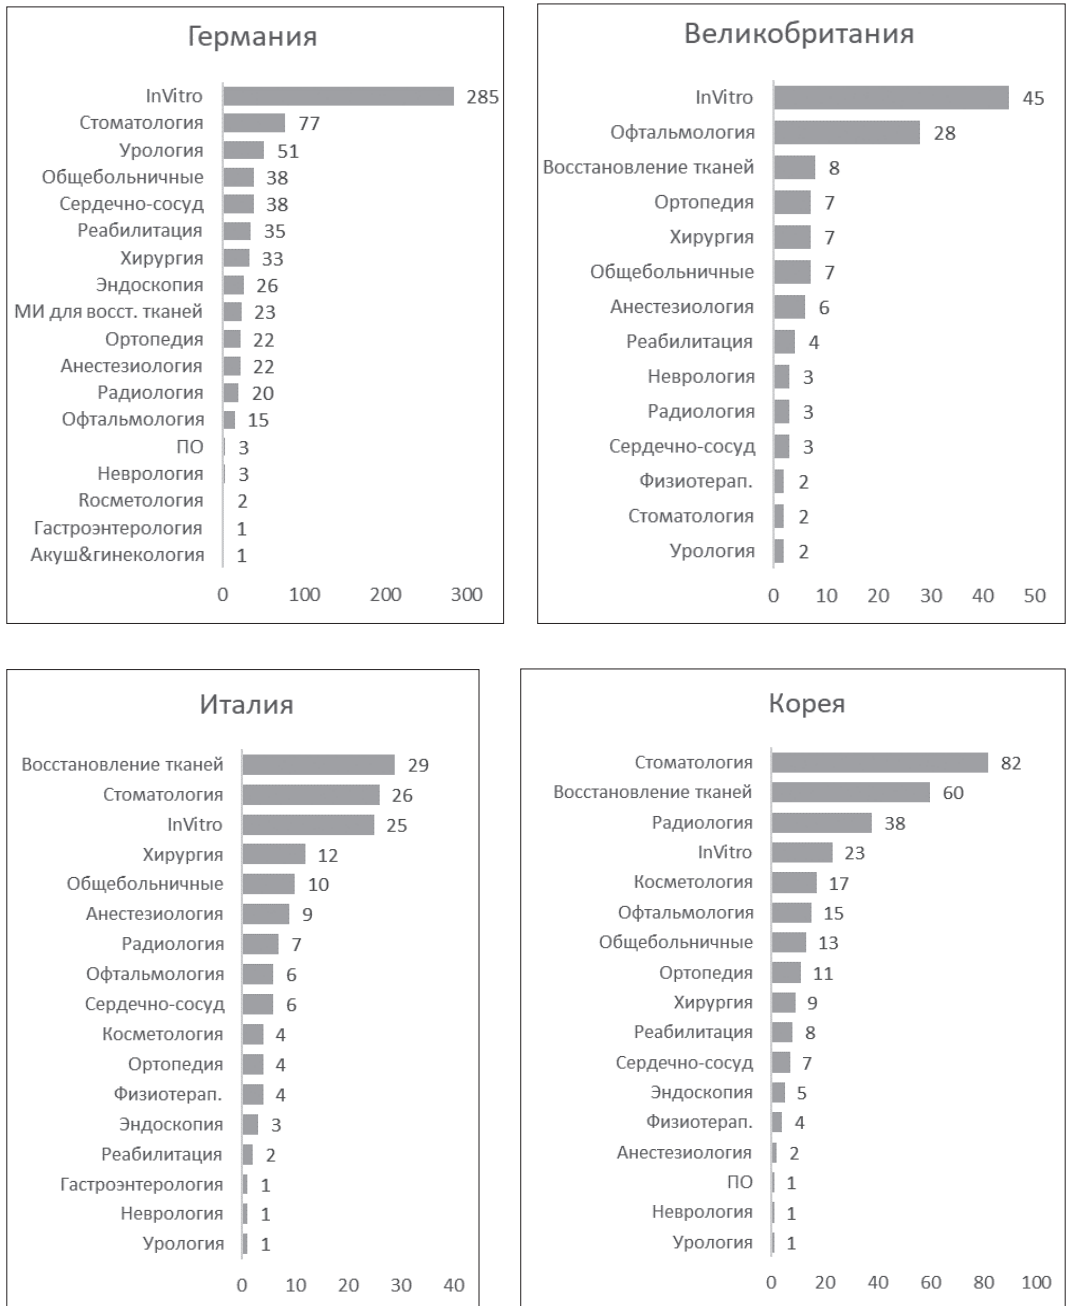 Германия
InVitro 285
Стоматология 77
Урология 51
Общебольничные 38
Сердечно-сосуд 38
Реабилитация 35
Хирургия 33
Эндоскопия 26
МИ для восст. тканей 23
Ортопедия 22
Анестезиология 22
Радиология 20
Офтальмология 15
ПО 3
Неврология 3
Rосметология 2
Гастроэнтерология 1
Акуш&гинекология 1
0 100 200 300
Великобритания
InVitro 45
Офтальмология 28
Восстановление тканей 8
Ортопедия 7
Хирургия 7
Общебольничные 7
Анестезиология 6
Реабилитация 4
Неврология 3
Радиология 3
Сердечно-сосуд 3
Физиотерап. 2
Стоматология 2
Урология 2
0 10 20 30 40 50
Италия
Восстановление тканей 29
Стоматология 26
InVitro 25
Хирургия 12
Общебольничные 10
Анестезиология 9
Радиология 7
Офтальмология 6
Сердечно-сосуд 6
Косметология 4
Ортопедия 4
Физиотерап. 4
Эндоскопия 3
Реабилитация 2
Гастроэнтерология 1
Неврология 1
Урология 1
0 10 20 30 40
Корея
Стоматология 82
Восстановление тканей 60
Радиология 38
InVitro 23
Косметология 17
Офтальмология 15
Общебольничные 13
Ортопедия 11
Хирургия 9
Реабилитация 8
Сердечно-сосуд 7
Эндоскопия 5
Физиотерап. 4
Анестезиология 2
ПО 1
Неврология 1
Урология 1
0 20 40 60 80 100